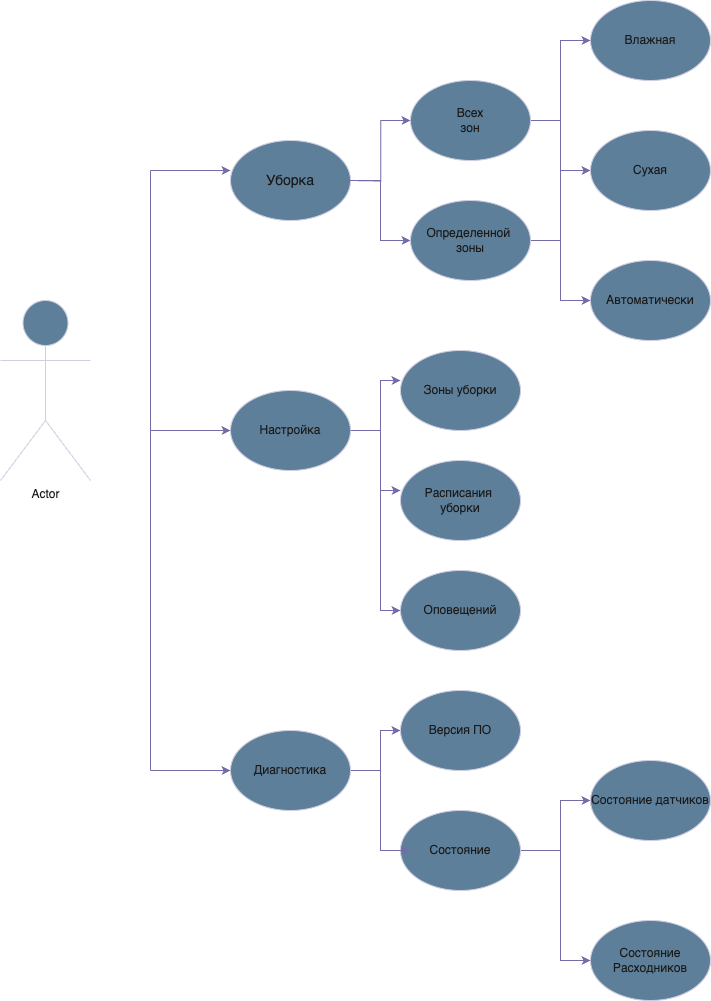 Влажная
Всех
зон
Сухая
Уборка
Определенной
зоны
Автоматически
Зоны уборки
Настройка
Расписания
уборки
Actor
Оповещений
Версия ПО
Диагностика
Состояние датчиков
Состояние
Состояние
Расходников